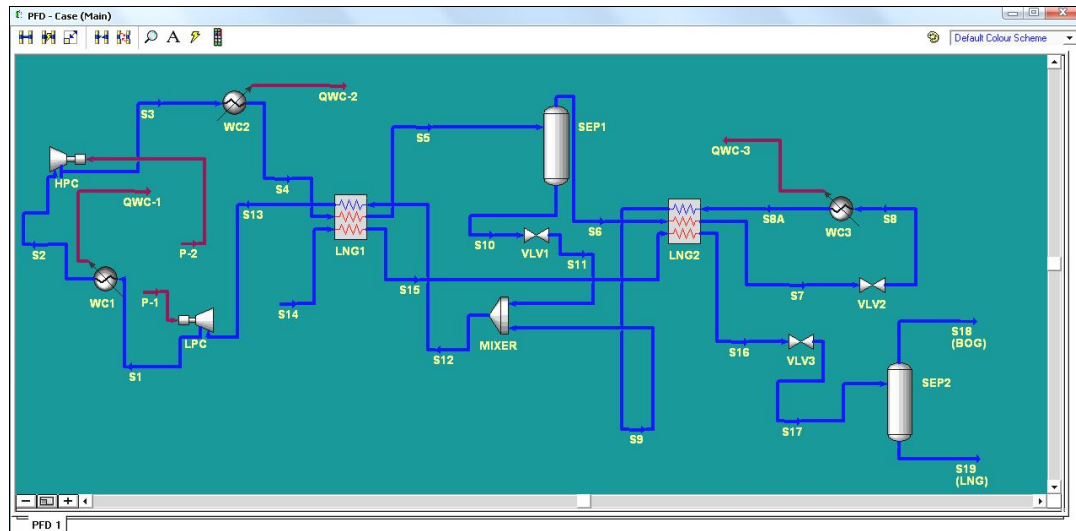 PFD - Case (Main)
A
Default Colour Scheme
QWC-2
S3
WC2
S5
SEP1
QWC-3
HPC
QWC-1
S4
S13
S8A
S8
WC3
S10
S6
S2
P-2
LNG1
VLV1
S11
LNG2
WC1
P-1
S15
S7
VLV2
S14
LPC
MIXER
S18
(BOG)
S12
S16
VLV3
S1
SEP2
S9
S17
S19
(LNG)
PFD 1